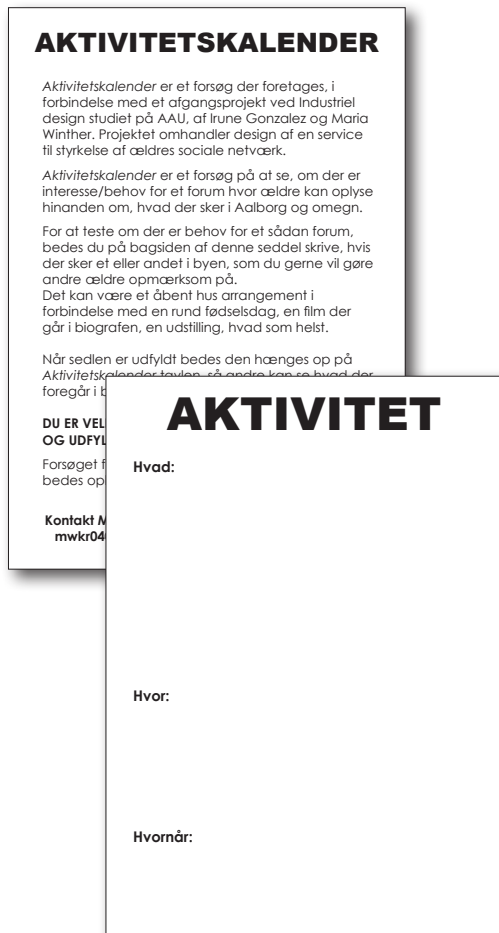 AKTIVITETSKALENDER
Aktivitetskalender er et forsøg der foretages, i
forbindelse med et afgangsprojekt ved Industriel
design studiet på AAU, af Irune Gonzalez og Maria
Winther. Projektet omhandler design af en service
til styrkelse af ældres sociale netværk.
Aktivitetskalender er et forsøg på at se, om der er
interesse/behov for et forum hvor ældre kan oplyse
hinanden om, hvad der sker i Aalborg og omegn.
For at teste om der er behov for et sådan forum,
bedes du på bagsiden af denne seddel skrive, hvis
der sker et eller andet i byen, som du gerne vil gøre
andre ældre opmærksom på.
Det kan være et åbent hus arrangement i
forbindelse med en rund fødselsdag, en film der
går i biografen, en udstilling, hvad som helst.
Når sedlen er udfyldt bedes den hænges op på
Aktivitetskalender tavlen, så andre kan se hvad der
foregår i
DU ER
OG
Forsøget
bedes
Kontakt
AKTIVITET
Hvad:
Hvor:
Hvornår: